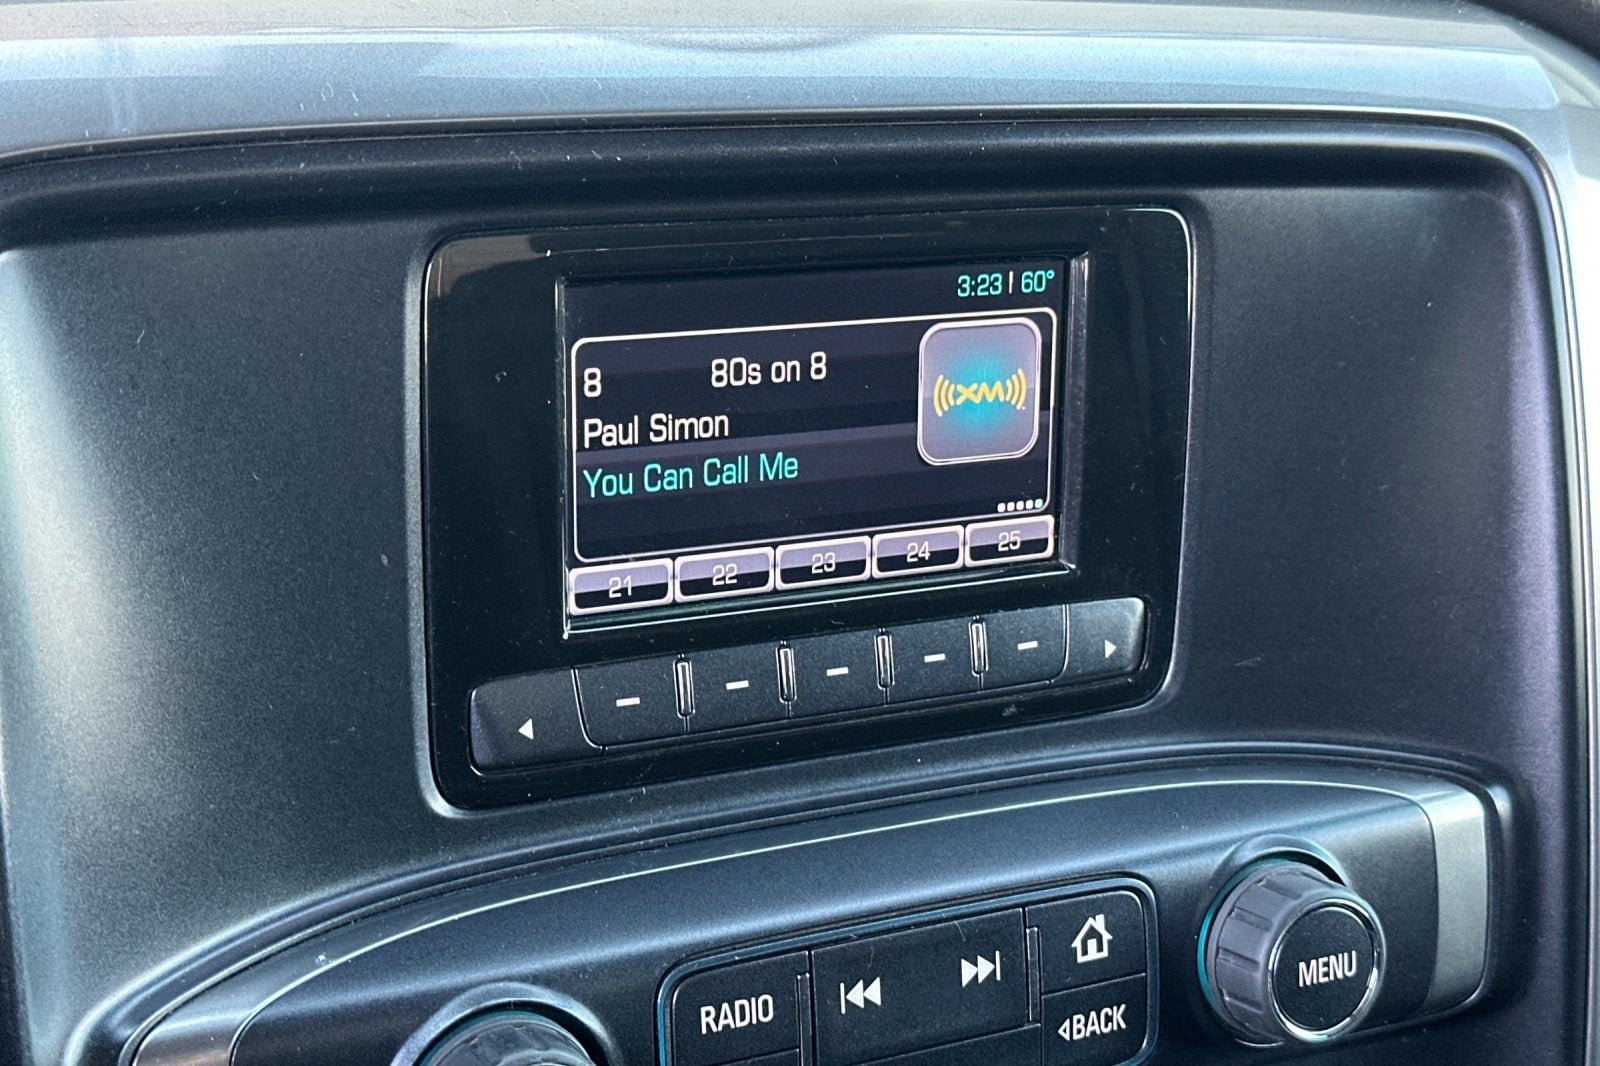 3:23 | 60°
8 80s on 8
XM
Paul Simon
You Can Call Me
21 22 23 24 25
RADIO
BACK
MENU